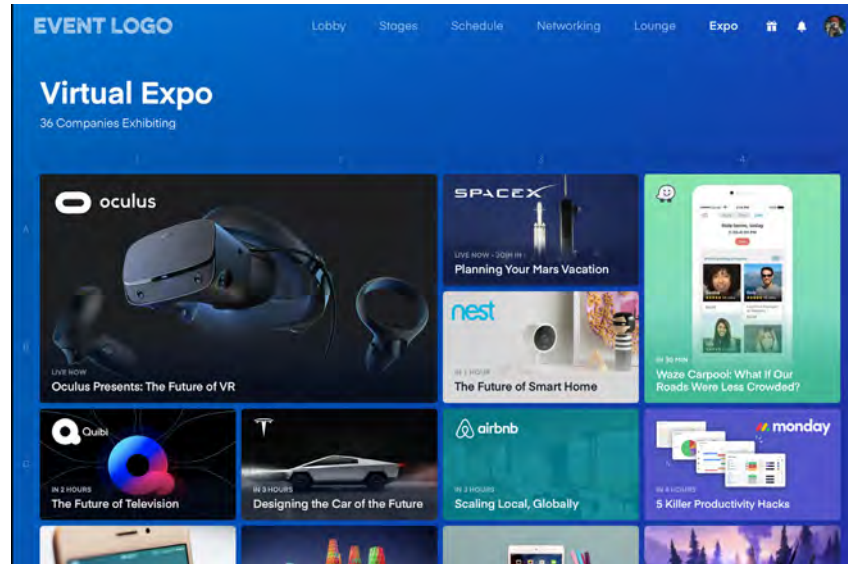 EVENT LOGO
Lobby Stages Schedule Networking Lounge Expo
Virtual Expo
36 Companies Exhibiting
1 2 3 4
A
B
C
oculus
LIVE NOW
Oculus Presents: The Future of VR
SPACEX
LIVE NOW - JOIN IN
Planning Your Mars Vacation
nest
IN 1 HOUR
The Future of Smart Home
IN 30 MIN
Waze Carpool: What If Our
Roads Were Less Crowded?
Quibi
IN 2 HOURS
The Future of Television
IN 3 HOURS
Designing the Car of the Future
airbnb
IN 3 HOURS
Scaling Local, Globally
monday
IN 4 HOURS
5 Killer Productivity Hacks